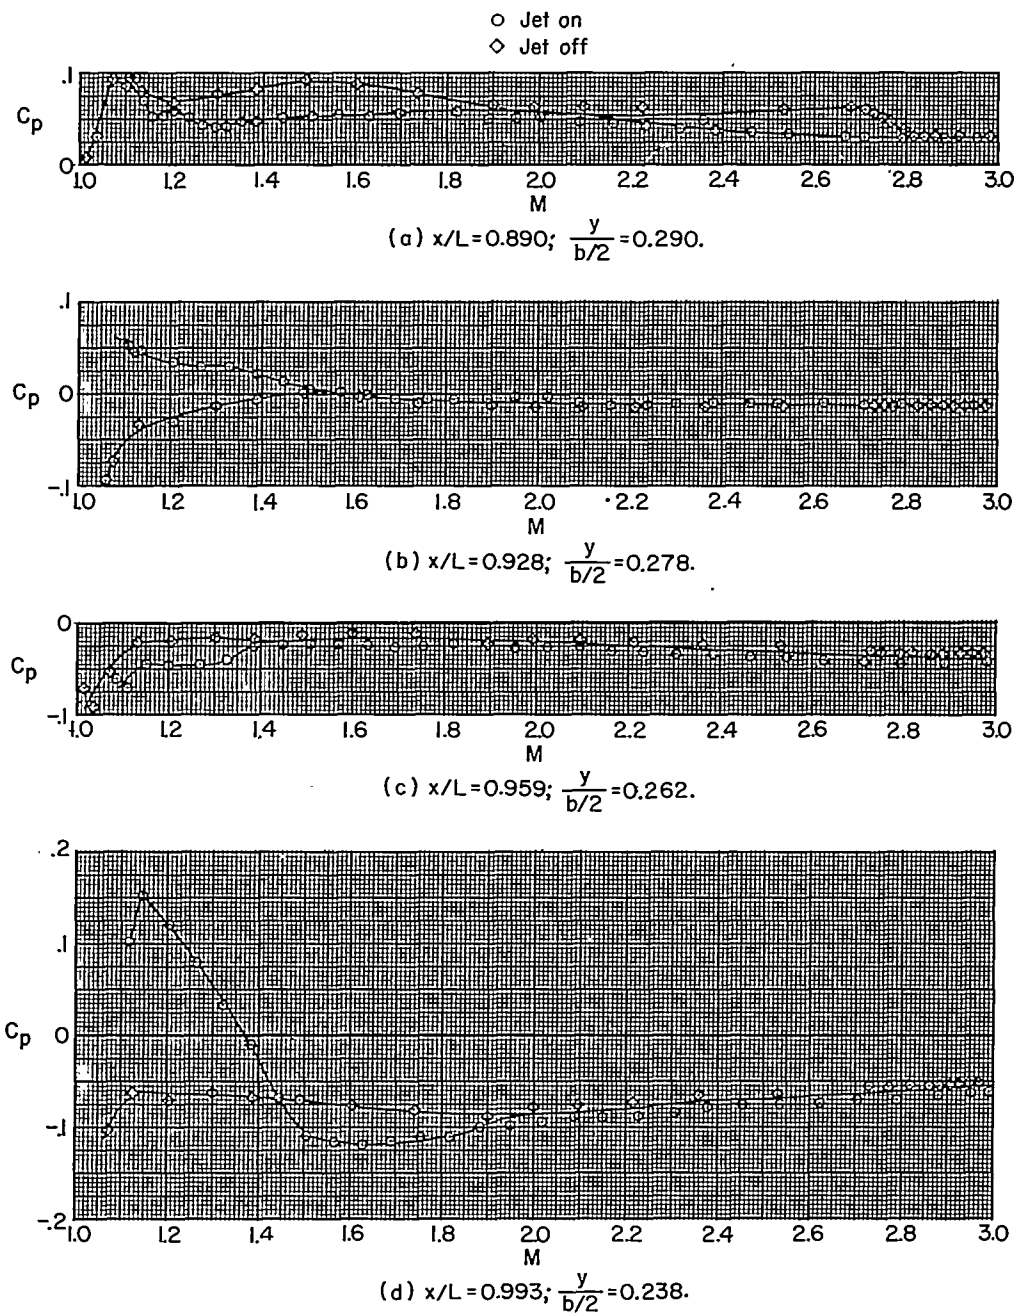 ○ Jet on
◇ Jet off
.1
Cp
0
1.0 1.2 1.4 1.6 1.8 2.0 2.2 2.4 2.6 2.8 3.0
M
(a) x/L=0.890; y/b/2=0.290.
.1
Cp 0
-.1
1.0 1.2 1.4 1.6 1.8 2.0 2.2 2.4 2.6 2.8 3.0
M
(b) x/L=0.928; y/b/2=0.278.
0
Cp
-.1
1.0 1.2 1.4 1.6 1.8 2.0 2.2 2.4 2.6 2.8 3.0
M
(c) x/L=0.959; y/b/2=0.262.
.2
.1
Cp 0
-.1
-.2
1.0 1.2 1.4 1.6 1.8 2.0 2.2 2.4 2.6 2.8 3.0
M
(d) x/L=0.993; y/b/2=0.238.